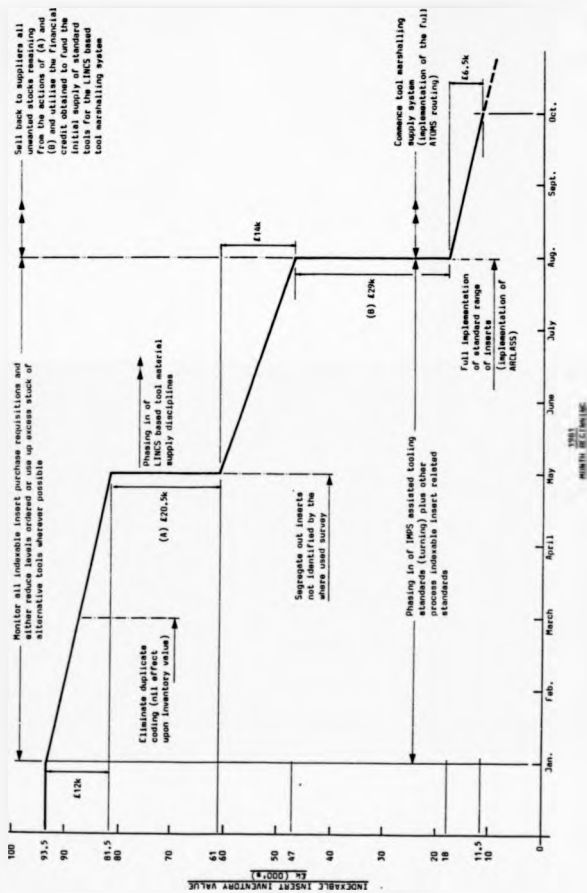 Monitor all indexable insert purchase requisitions and
either reduce levels ordered or use up excess stuck of
alternative tools wherever possible
Sell back to suppliers all
unwanted stocks remaining
from the actions of (A) and
(B) and utilise the financial
credit obtained to fund the
initial supply of standard
tools for the LINCS based
tool marshalling system
£12k
Eliminate duplicate
coding (nil effect
upon inventory value)
(A) £20.5k
Phasing in of
LINCS based tool material
supply disciplines
Segregate out inserts
not identified by the
where used survey
£14k
(B) £29k
Phasing in of IMPS assisted tooling
standards (turning) plus other
process indexable insert related
standards
Full implementation
of standard range
of inserts
(implementation of
ARCLASS)
Commence tool marshalling
supply system
(implementation of the full
ATOMS routing)
£6.5k
INDEXABLE INSERT INVENTORY VALUE
£k (000's)
100
93.5
90
81.5
80
70
61
60
50
47
40
30
20
18
11.5
10
0
Jan.
Feb.
March
April
May
June
July
Aug.
Sept.
Oct.
1981
MONTH BEGINNING